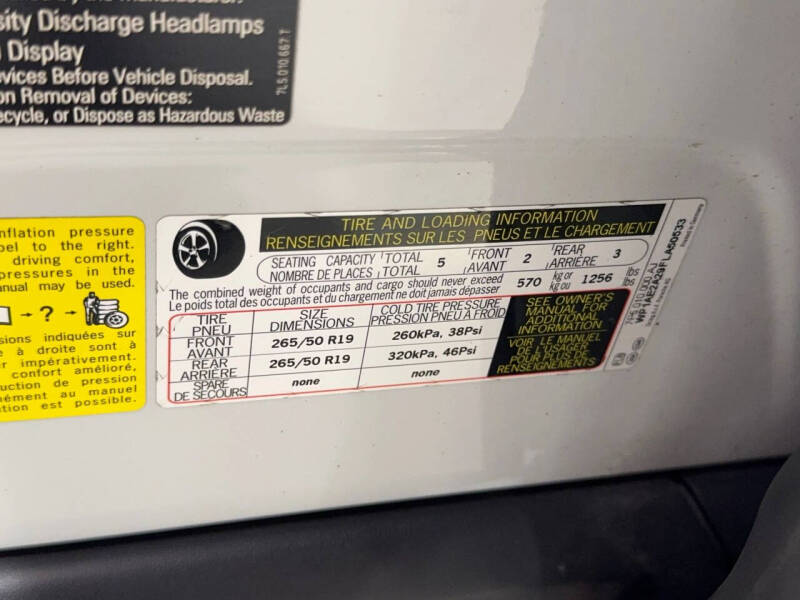 sity Discharge Headlamps
Display
vices Before Vehicle Disposal.
on Removal of Devices:
ecycle, or Dispose as Hazardous Waste
7L5.010.667.T
nflation pressure
el to the right.
driving comfort,
pressures in the
anual may be used.
→ ? →
sions indiquées sur
e à droite sont à
r impérativement.
confort amélioré,
uction de pression
nément au manuel
ation est possible.
TIRE AND LOADING INFORMATION
RENSEIGNEMENTS SUR LES PNEUS ET LE CHARGEMENT
SEATING CAPACITY TOTAL 5 FRONT 2 REAR 3
NOMBRE DE PLACES TOTAL AVANT ARRIÈRE
The combined weight of occupants and cargo should never exceed 570 kg or 1256 lbs
Le poids total des occupants et du chargement ne doit jamais dépasser kg ou lbs
TIRE SIZE COLD TIRE PRESSURE
PNEU DIMENSIONS PRESSION PNEU A FROID
FRONT AVANT 265/50 R19 260kPa, 38Psi
REAR ARRIERE 265/50 R19 320kPa, 46Psi
SPARE DE SECOURS none none
SEE OWNER'S
MANUAL FOR
ADDITIONAL
INFORMATION
VOIR LE MANUEL
DE L'USAGER
POUR PLUS DE
RENSEIGNEMENTS